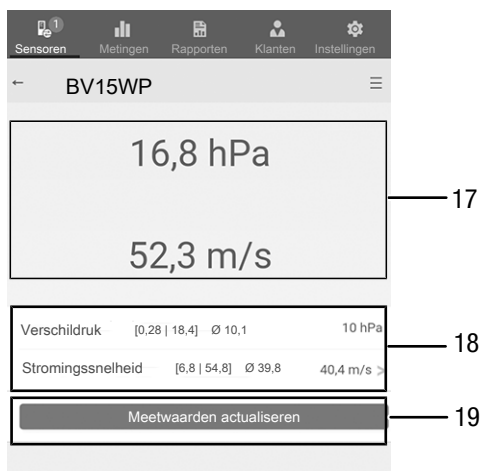 1
Sensoren Metingen Rapporten Klanten Instellingen
← BV15WP ☰
16,8 hPa
17
52,3 m/s
Verschildruk [0,28 | 18,4] Ø 10,1 10 hPa
18
Stromingssnelheid [6,8 | 54,8] Ø 39,8 40,4 m/s >
Meetwaarden actualiseren
19